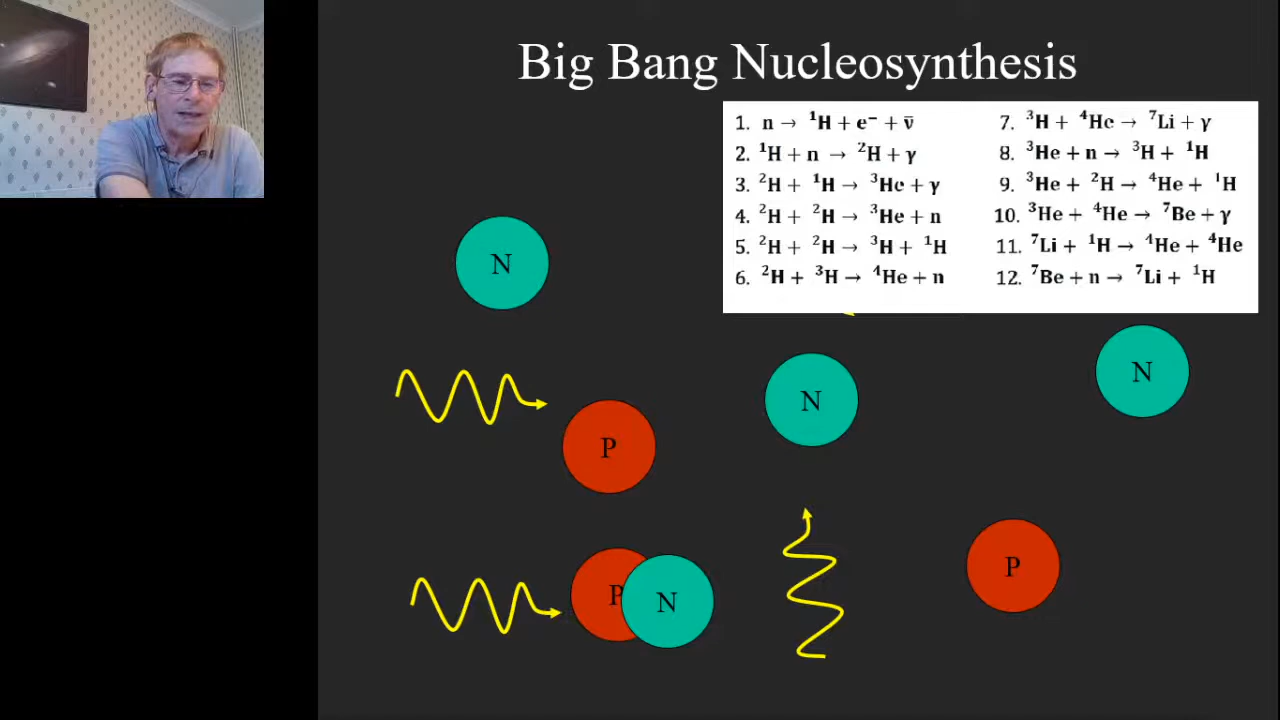 Big Bang Nucleosynthesis
1. n → ¹H + e⁻ + ν̄
2. ¹H + n → ²H + γ
3. ²H + ¹H → ³He + γ
4. ²H + ²H → ³He + n
5. ²H + ²H → ³H + ¹H
6. ²H + ³H → ⁴He + n
7. ³H + ⁴He → ⁷Li + γ
8. ³He + n → ³H + ¹H
9. ³He + ²H → ⁴He + ¹H
10. ³He + ⁴He → ⁷Be + γ
11. ⁷Li + ¹H → ⁴He + ⁴He
12. ⁷Be + n → ⁷Li + ¹H
N
N
N
P
P
P
N